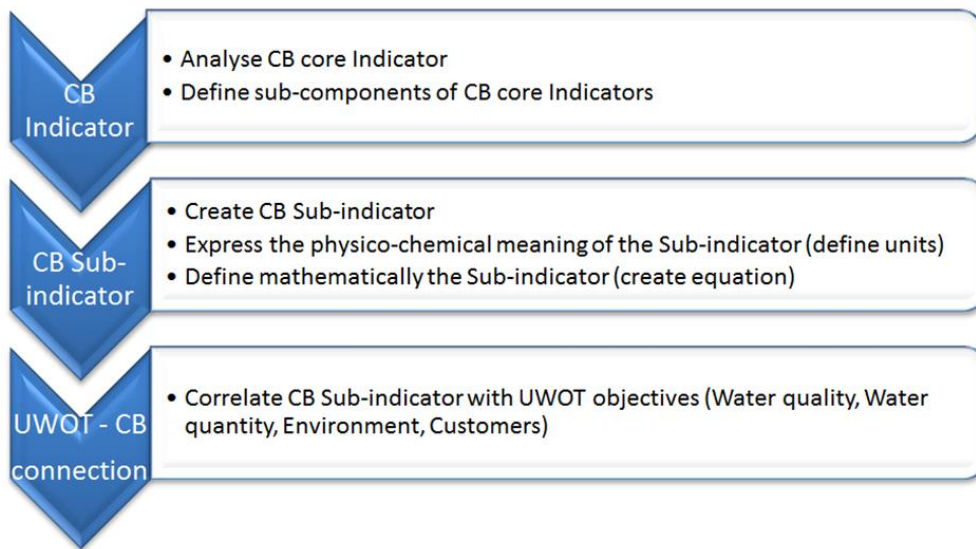 CB
Indicator
• Analyse CB core Indicator
• Define sub-components of CB core Indicators
CB Sub-
indicator
• Create CB Sub-indicator
• Express the physico-chemical meaning of the Sub-indicator (define units)
• Define mathematically the Sub-indicator (create equation)
UWOT - CB
connection
• Correlate CB Sub-indicator with UWOT objectives (Water quality, Water
quantity, Environment, Customers)